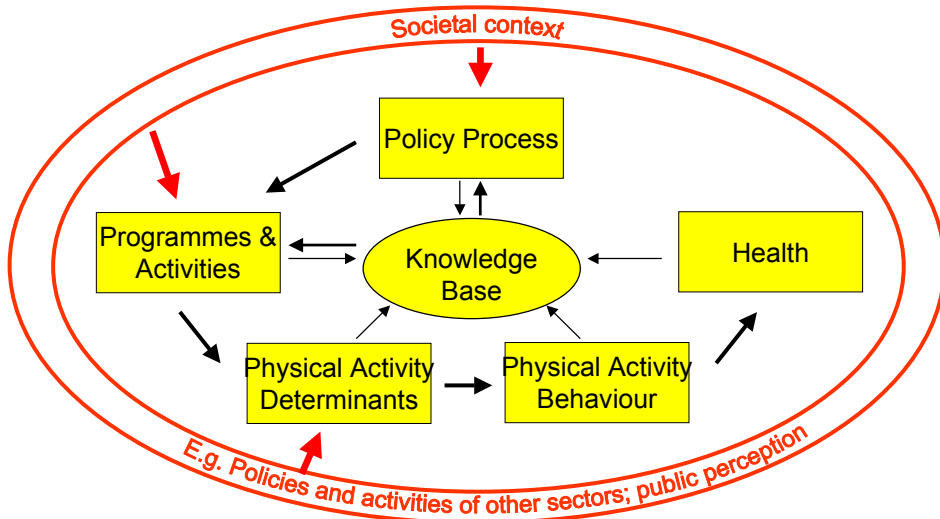 Societal context
Policy Process
Programmes &
Activities
Knowledge
Base
Health
Physical Activity
Determinants
Physical Activity
Behaviour
E.g. Policies and activities of other sectors; public perception